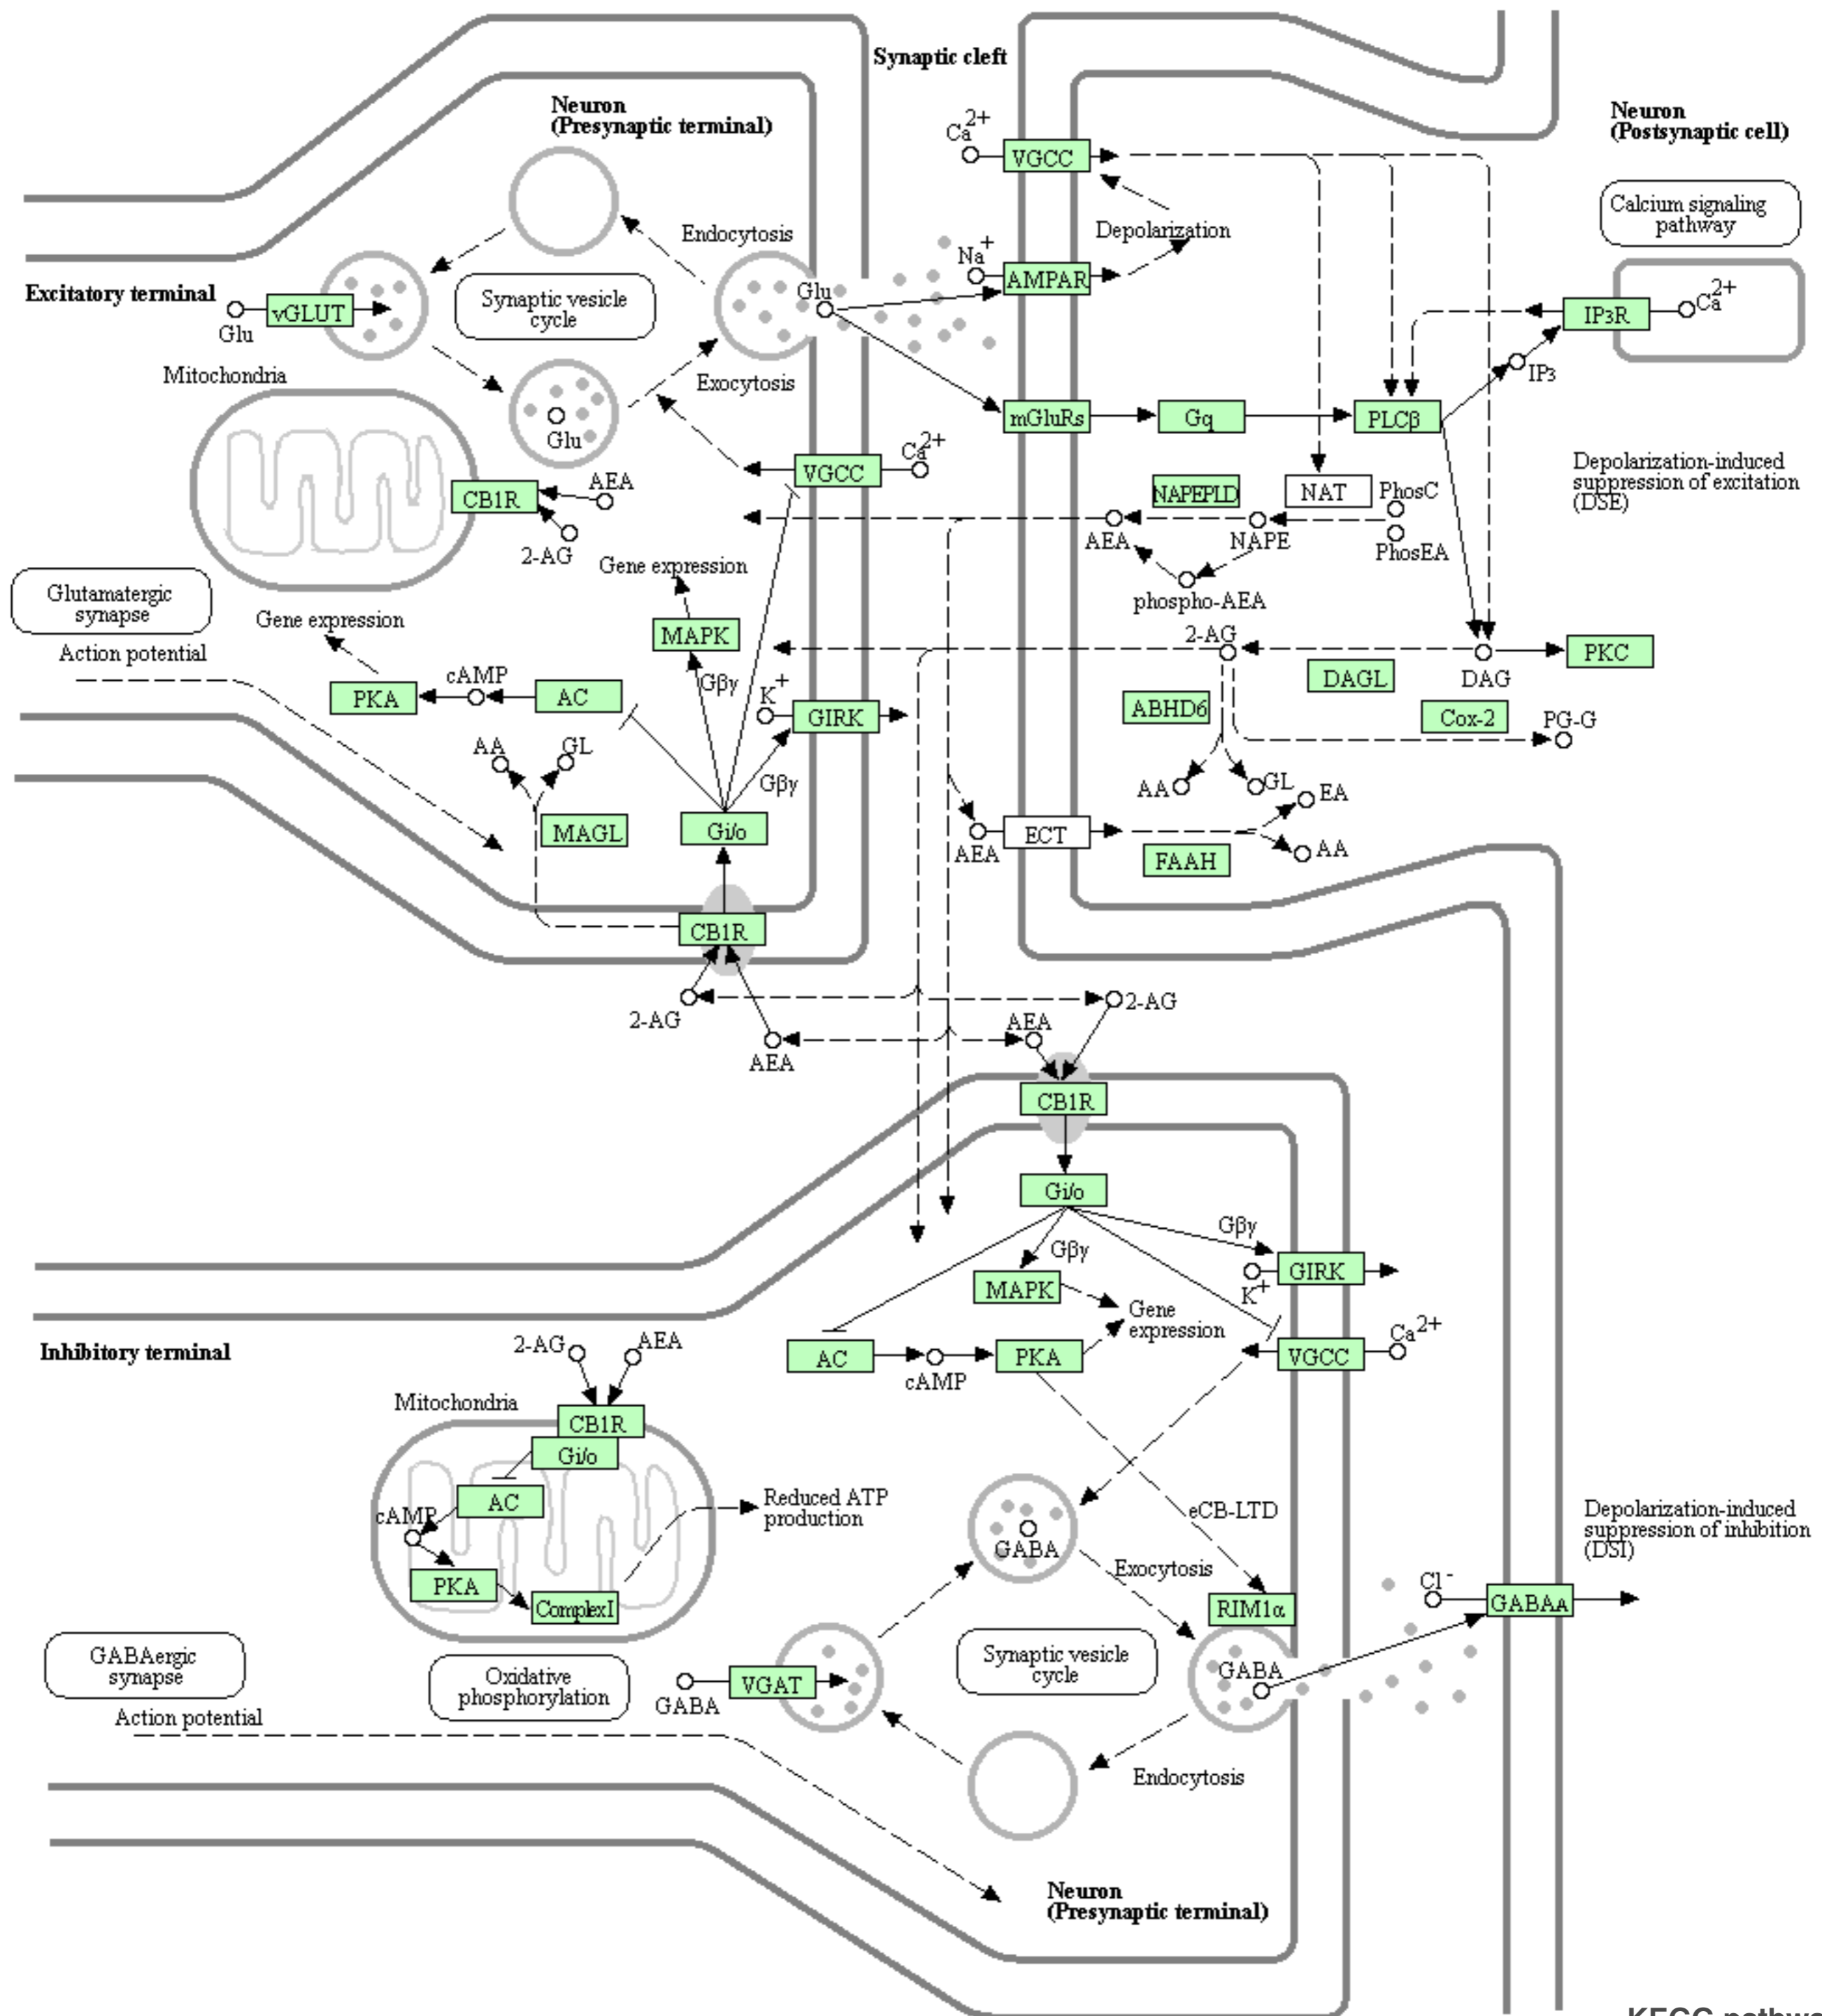 Synaptic cleft
Neuron
(Presynaptic terminal)
Neuron
(Postsynaptic cell)
Ca2+
VGCC
Calcium signaling
pathway
Depolarization
Endocytosis
Na+
AMPAR
Excitatory terminal
Glu
vGLUT
Synaptic vesicle
cycle
Glu
IP3R
Ca2+
IP3
Mitochondria
Exocytosis
Glu
mGluRs
Gq
PLCβ
VGCC
Ca2+
Depolarization-induced
suppression of excitation
(DSE)
CB1R
AEA
2-AG
NAPEPLD
NAT
PhosC
PhosEA
AEA
NAPE
phospho-AEA
Gene expression
Glutamatergic
synapse
Gene expression
Action potential
MAPK
Gβγ
2-AG
DAGL
DAG
PKC
PKA
cAMP
AC
K+
GIRK
Gβγ
ABHD6
Cox-2
PG-G
AA
GL
AA
GL
EA
MAGL
Gi/o
AEA
ECT
FAAH
AA
CB1R
2-AG
AEA
AEA
2-AG
CB1R
Gi/o
Gβγ
Gβγ
GIRK
K+
MAPK
Gene
expression
Inhibitory terminal
2-AG
AEA
AC
cAMP
PKA
VGCC
Ca2+
Mitochondria
CB1R
Gi/o
AC
cAMP
PKA
ComplexI
Reduced ATP
production
GABA
eCB-LTD
Exocytosis
RIM1α
Depolarization-induced
suppression of inhibition
(DSI)
Cl-
GABAA
GABAergic
synapse
Oxidative
phosphorylation
GABA
VGAT
Synaptic vesicle
cycle
GABA
Action potential
Endocytosis
Neuron
(Presynaptic terminal)